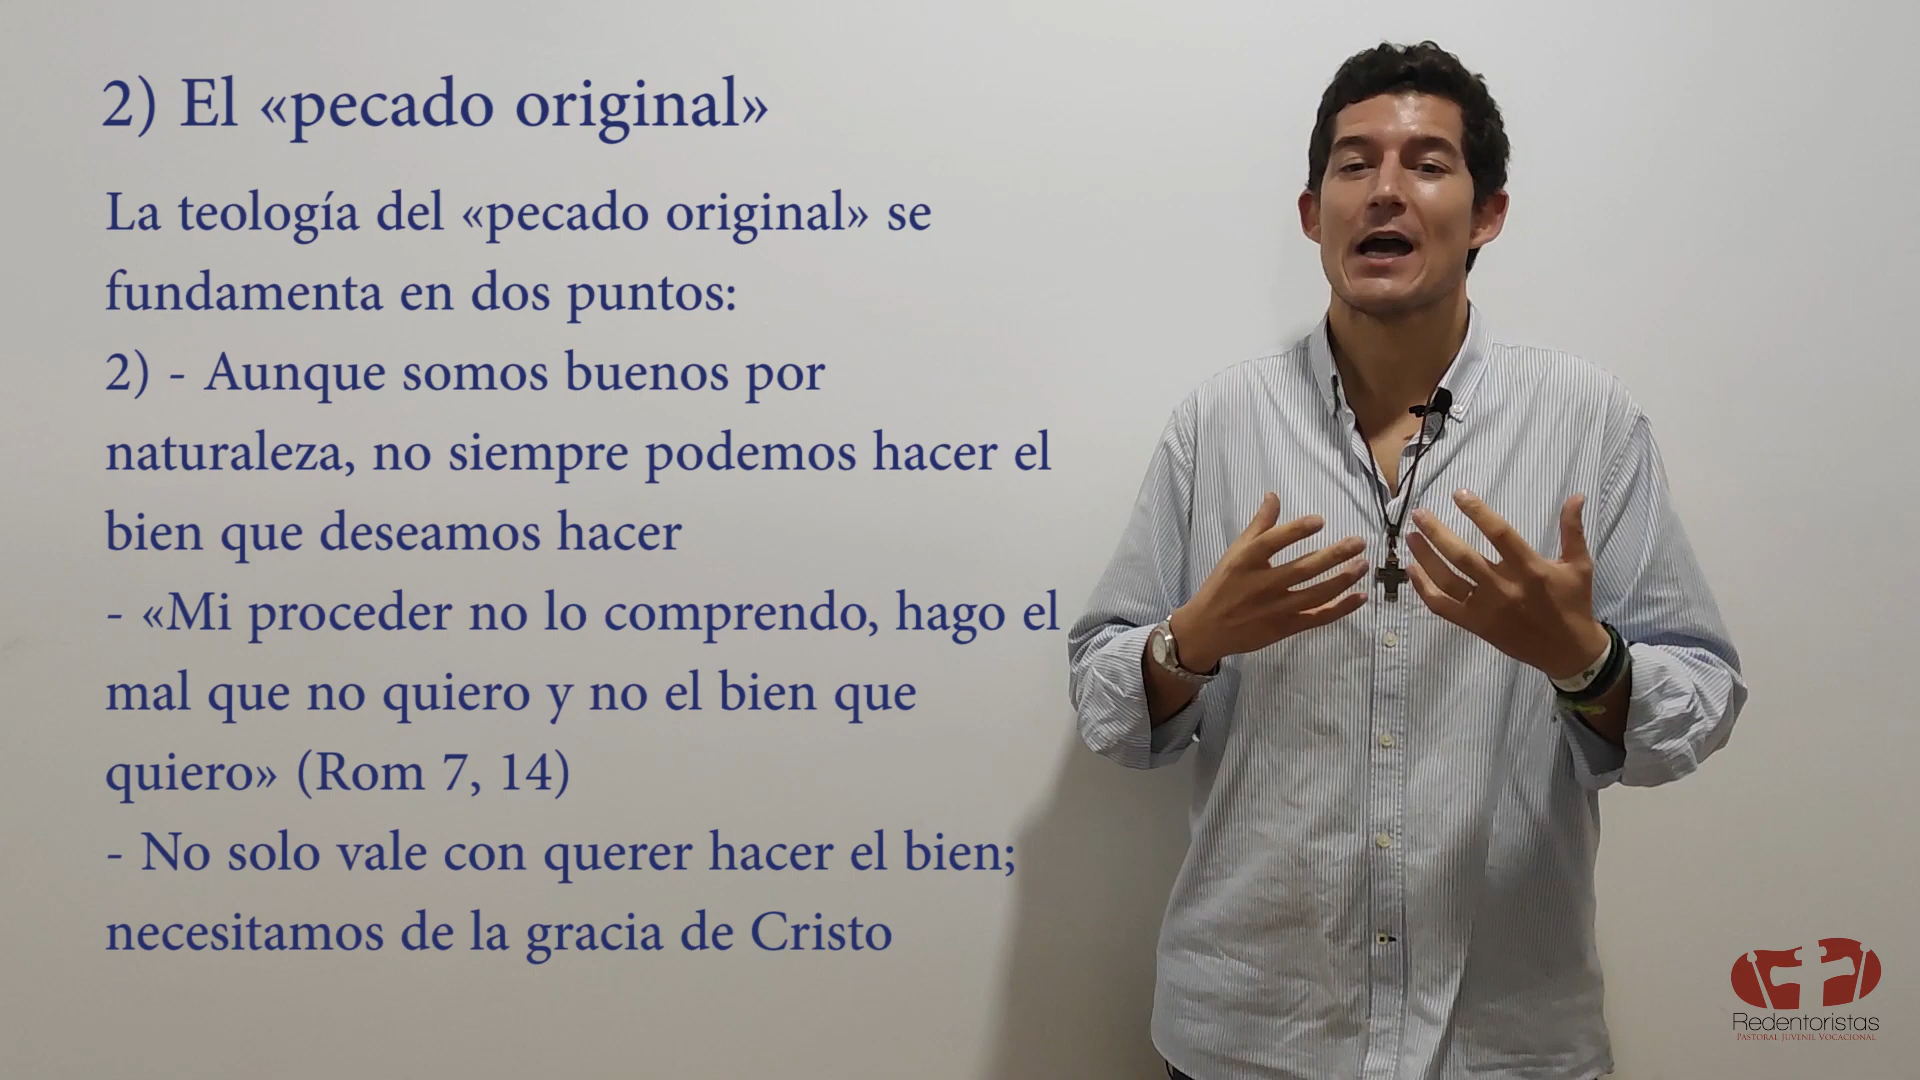 2) El «pecado original»
La teología del «pecado original» se
fundamenta en dos puntos:
2) - Aunque somos buenos por
naturaleza, no siempre podemos hacer el
bien que deseamos hacer
- «Mi proceder no lo comprendo, hago el
mal que no quiero y no el bien que
quiero» (Rom 7, 14)
- No solo vale con querer hacer el bien;
necesitamos de la gracia de Cristo
Redentoristas
PASTORAL JUVENIL VOCACIONAL